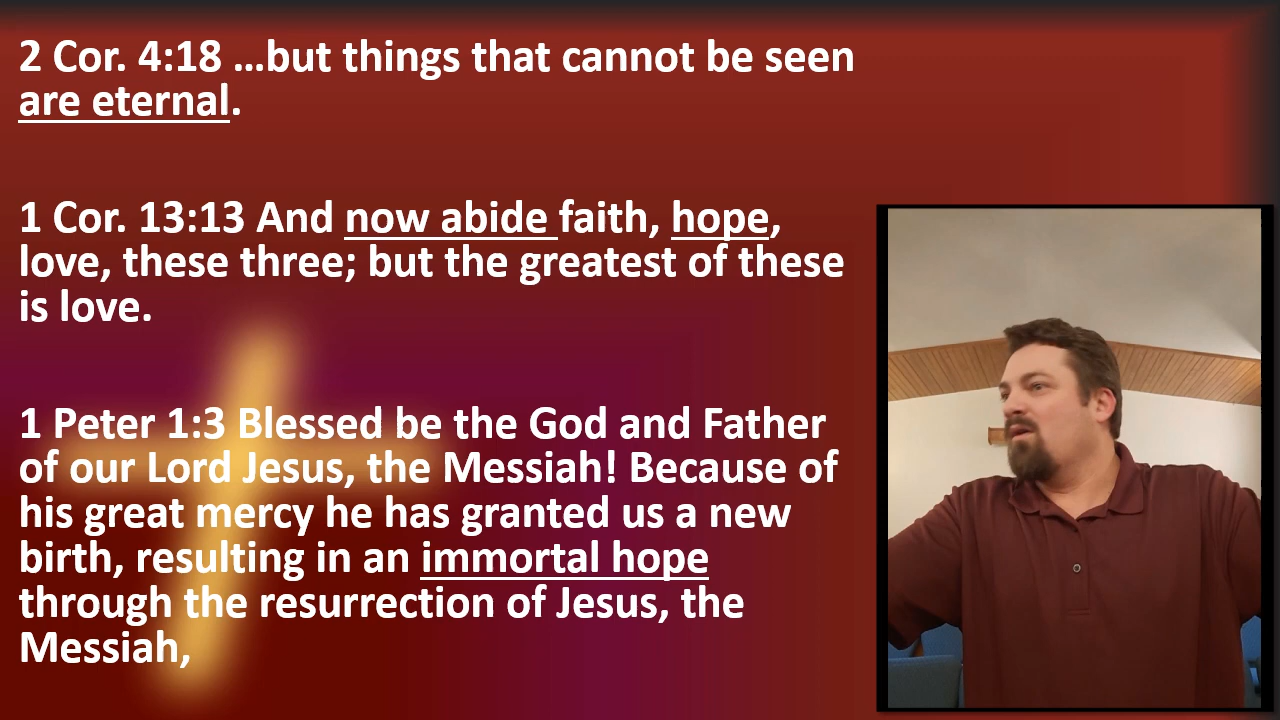 2 Cor. 4:18 …but things that cannot be seen
are eternal.
1 Cor. 13:13 And now abide faith, hope,
love, these three; but the greatest of these
is love.
1 Peter 1:3 Blessed be the God and Father
of our Lord Jesus, the Messiah! Because of
his great mercy he has granted us a new
birth, resulting in an immortal hope
through the resurrection of Jesus, the
Messiah,